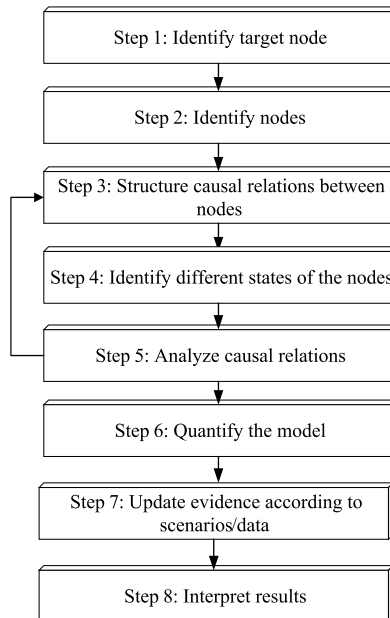 Step 1: Identify target node
Step 2: Identify nodes
Step 3: Structure causal relations between
nodes
Step 4: Identify different states of the nodes
Step 5: Analyze causal relations
Step 6: Quantify the model
Step 7: Update evidence according to
scenarios/data
Step 8: Interpret results